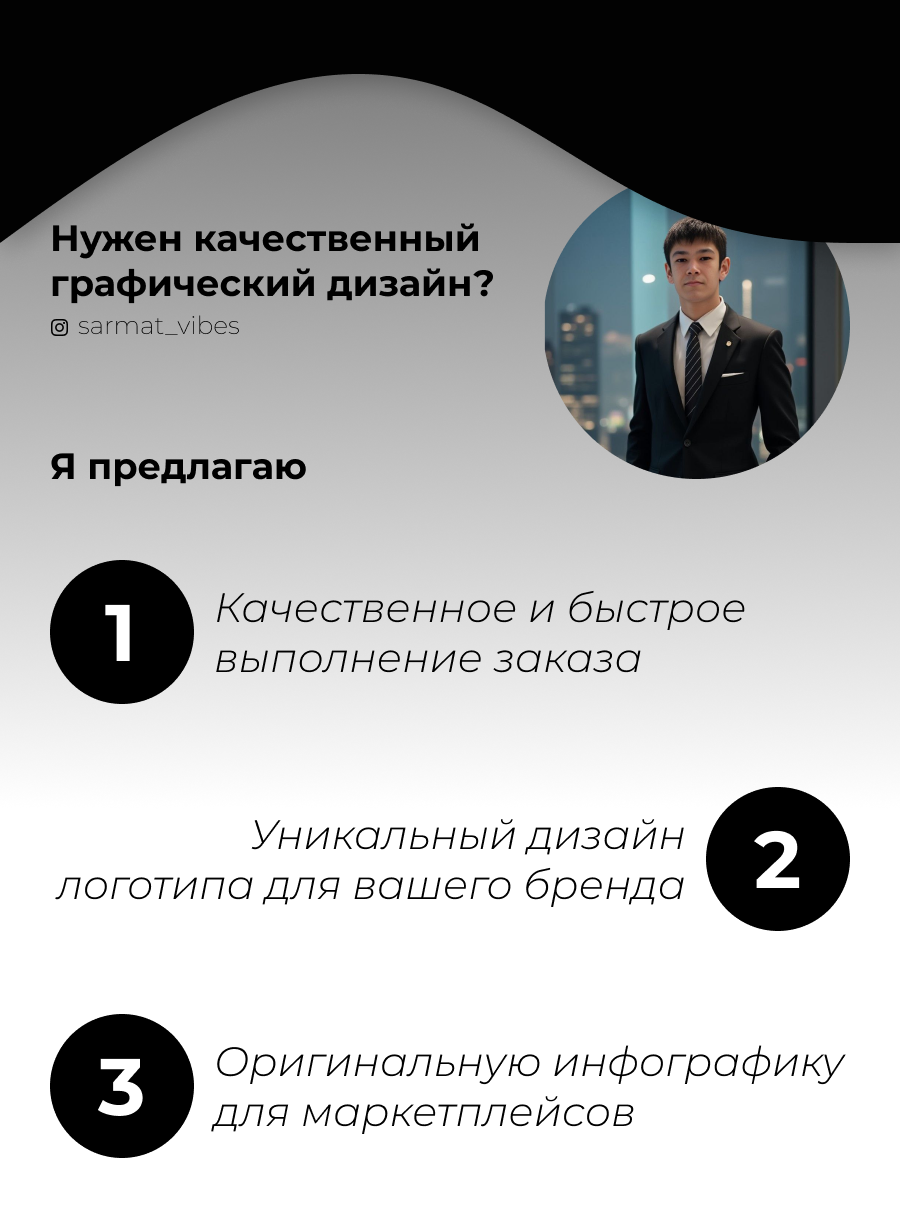 Нужен качественный
графический дизайн?
sarmat_vibes
Я предлагаю
1
Качественное и быстрое
выполнение заказа
Уникальный дизайн
логотипа для вашего бренда
2
3
Оригинальную инфографику
для маркетплейсов